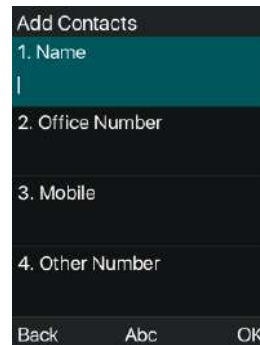 Add Contacts
1. Name
2. Office Number
3. Mobile
4. Other Number
Back Abc OK